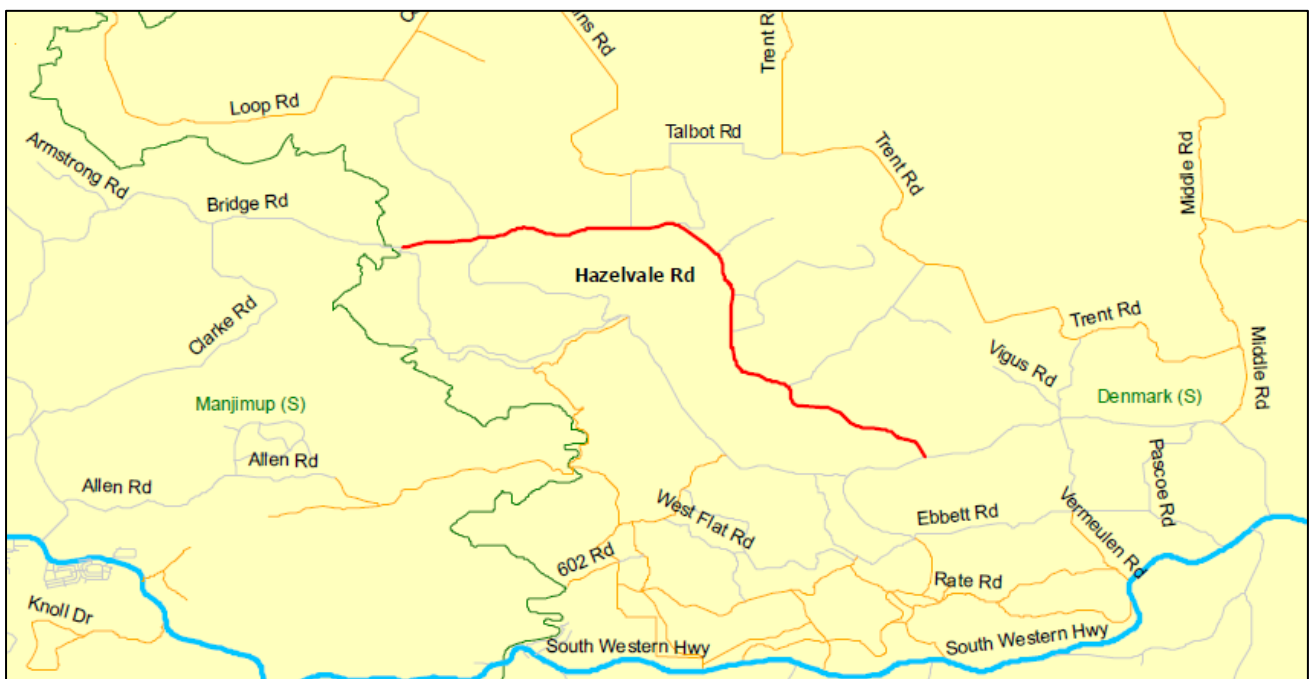 Trent Rd
Loop Rd
Talbot Rd
Armstrong Rd
Trent Rd
Middle Rd
Bridge Rd
Hazelvale Rd
Clarke Rd
Trent Rd
Vigus Rd
Middle Rd
Manjimup (S)
Denmark (S)
Allen Rd
Allen Rd
Pascoe Rd
West Flat Rd
Ebbett Rd
Vermeulen Rd
602 Rd
Rate Rd
Knoll Dr
South Western Hwy
South Western Hwy